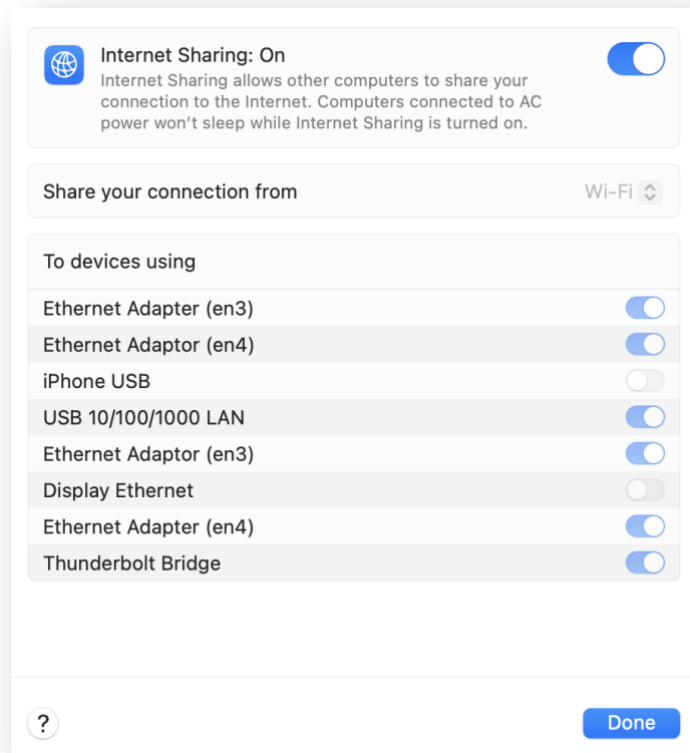 Internet Sharing: On
Internet Sharing allows other computers to share your
connection to the Internet. Computers connected to AC
power won’t sleep while Internet Sharing is turned on.
Share your connection from Wi-Fi
To devices using
Ethernet Adapter (en3)
Ethernet Adaptor (en4)
iPhone USB
USB 10/100/1000 LAN
Ethernet Adaptor (en3)
Display Ethernet
Ethernet Adapter (en4)
Thunderbolt Bridge
? Done